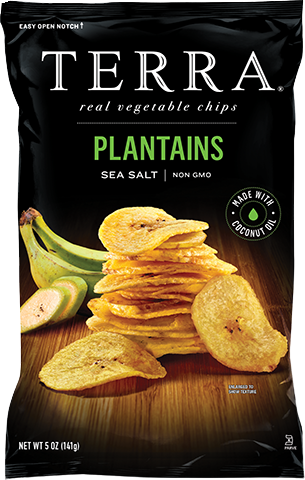 EASY OPEN NOTCH↑
TERRA®
real vegetable chips
PLANTAINS
SEA SALT | NON GMO
MADE WITH
COCONUT OIL
ENLARGED TO
SHOW TEXTURE
NET WT 5 OZ (141g)
PARVE